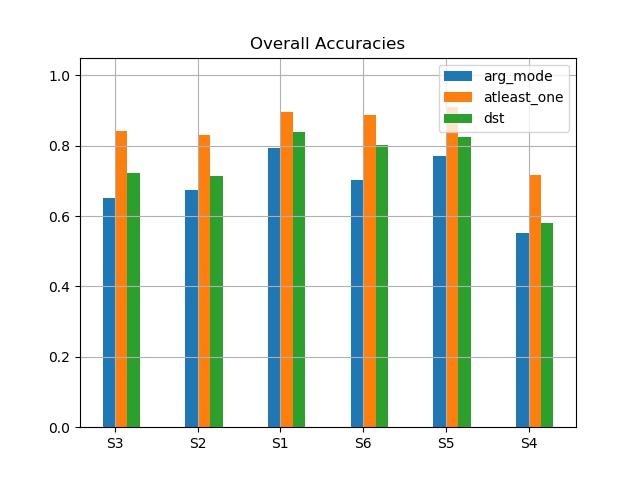 Overall Accuracies
1.0
0.8
0.6
0.4
0.2
0.0
arg_mode
atleast_one
dst
S3 S2 S1 S6 S5 S4